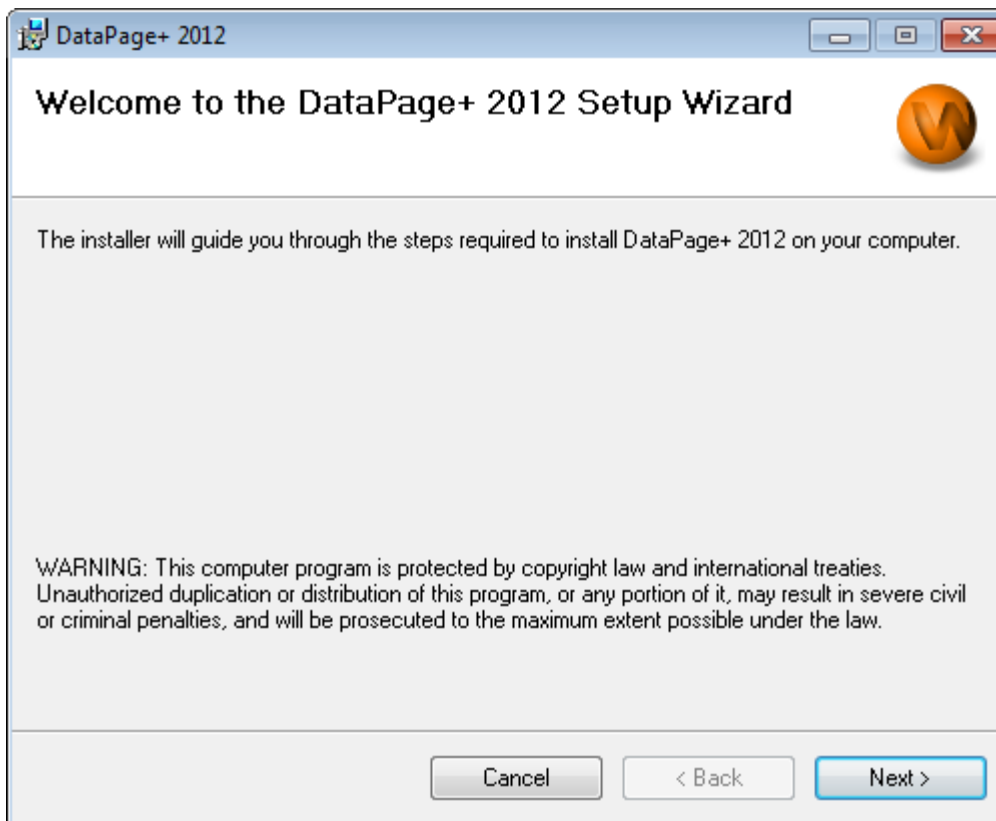 DataPage+ 2012
Welcome to the DataPage+ 2012 Setup Wizard
W
The installer will guide you through the steps required to install DataPage+ 2012 on your computer.
WARNING: This computer program is protected by copyright law and international treaties.
Unauthorized duplication or distribution of this program, or any portion of it, may result in severe civil
or criminal penalties, and will be prosecuted to the maximum extent possible under the law.
Cancel
< Back
Next >